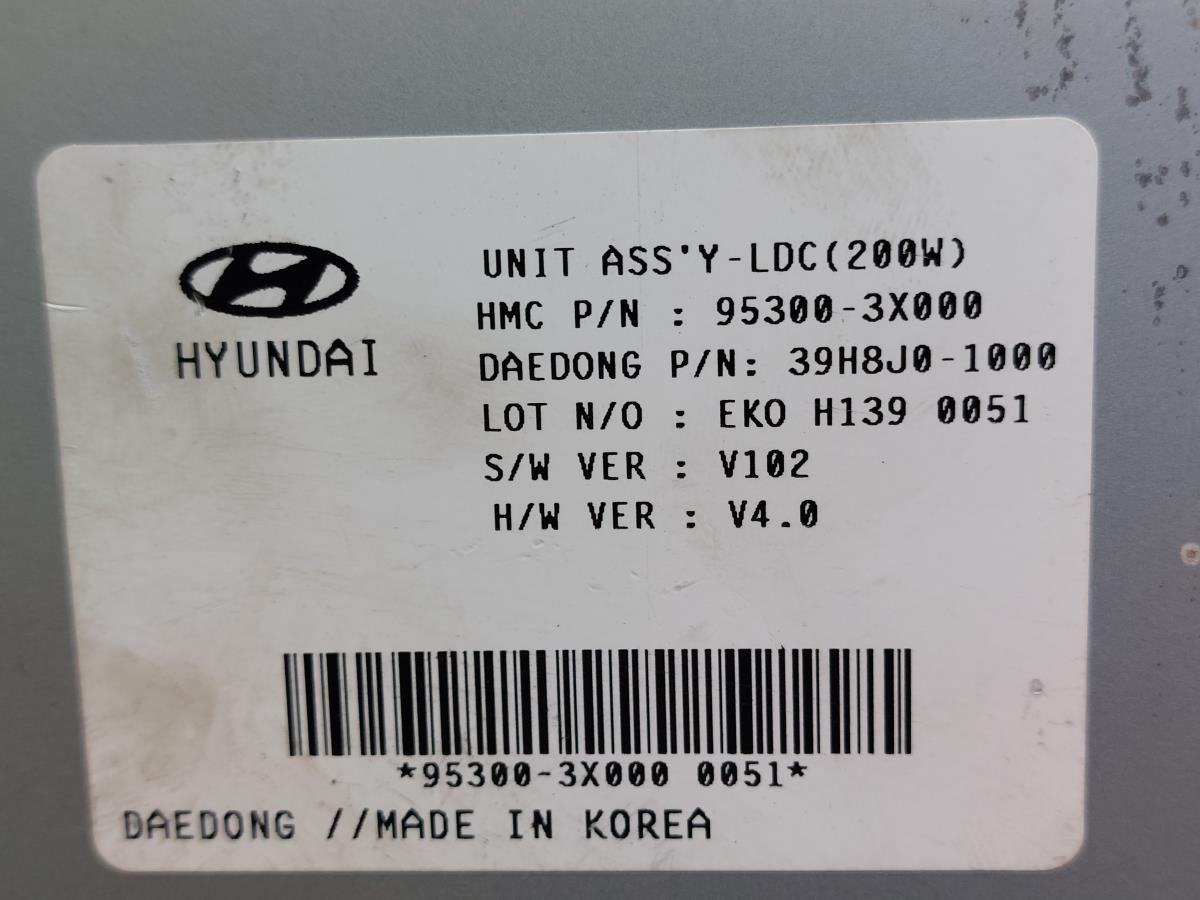 HYUNDAI
UNIT ASS'Y-LDC(200W)
HMC P/N : 95300-3X000
DAEDONG P/N: 39H8J0-1000
LOT N/O : EKO H139 0051
S/W VER : V102
H/W VER : V4.0
*95300-3X000 0051*
DAEDONG //MADE IN KOREA